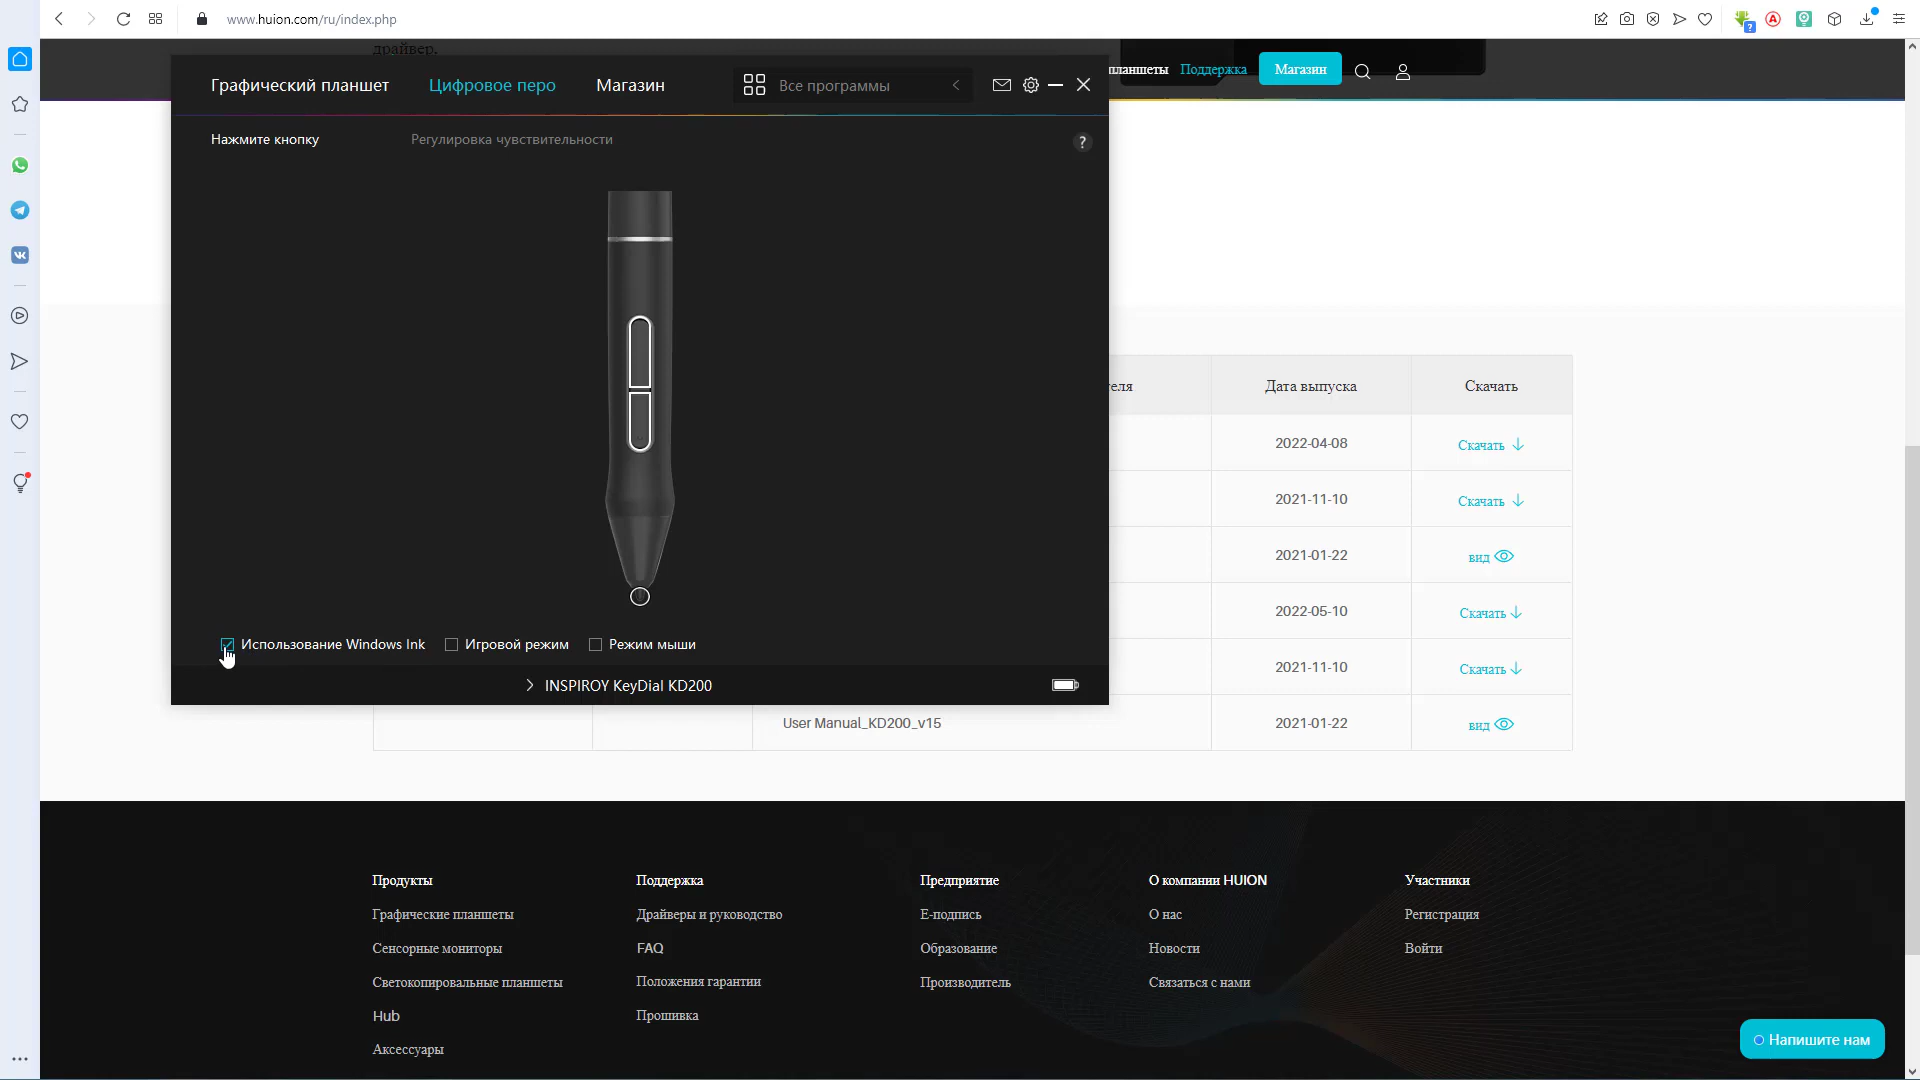 www.huion.com/ru/index.php
драйвер.
Графический планшет
Цифровое перо
Магазин
Все программы
планшеты
Поддержка
Магазин
Нажмите кнопку
Регулировка чувствительности
?
Использование Windows Ink
Игровой режим
Режим мыши
INSPIROY KeyDial KD200
теля
Дата выпуска
Скачать
2022-04-08
Скачать
2021-11-10
Скачать
2021-01-22
вид
2022-05-10
Скачать
2021-11-10
Скачать
User Manual_KD200_v15
2021-01-22
вид
Продукты
Графические планшеты
Сенсорные мониторы
Светокопировальные планшеты
Hub
Аксессуары
Поддержка
Драйверы и руководство
FAQ
Положения гарантии
Прошивка
Предприятие
Е-подпись
Образование
Производитель
О компании HUION
О нас
Новости
Связаться с нами
Участники
Регистрация
Войти
Напишите нам